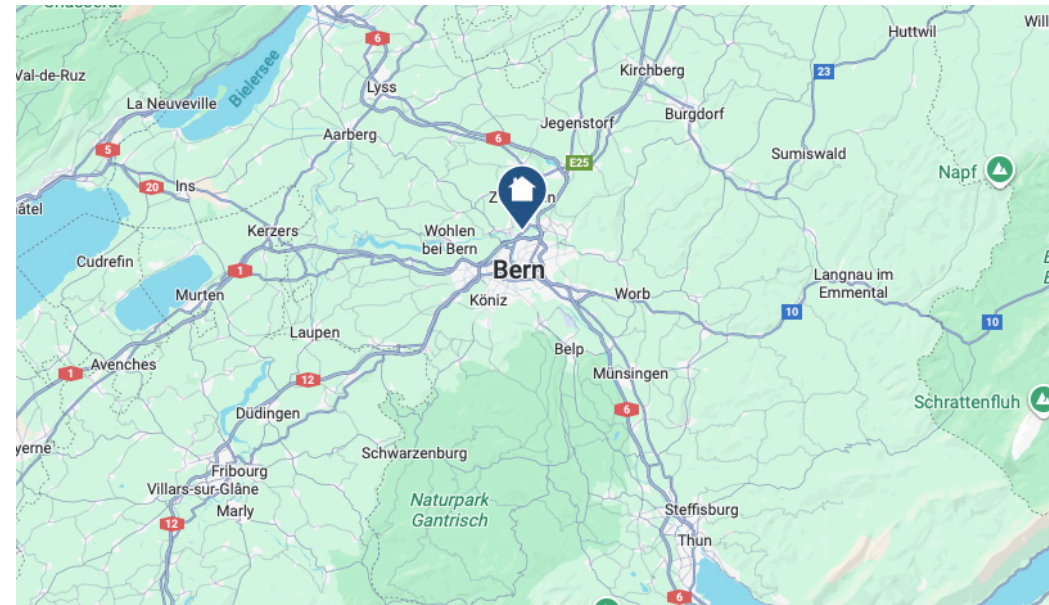 6
Huttwil
Will
Val-de-Ruz
Kirchberg
23
Bielersee
Lyss
La Neuveville
Burgdorf
Jegenstorf
Aarberg
6
5
Sumiswald
E25
Napf
20
Ins
Z
n
âtel
Kerzers
Wohlen
bei Bern
Cudrefin
1
Bern
Langnau im
Emmental
Murten
Köniz
Worb
10
10
Laupen
Belp
Avenches
1
12
Münsingen
6
Schrattenfluh
Düdingen
yerne
Schwarzenburg
Fribourg
Villars-sur-Glâne
Marly
Naturpark
Gantrisch
12
Steffisburg
Thun
6